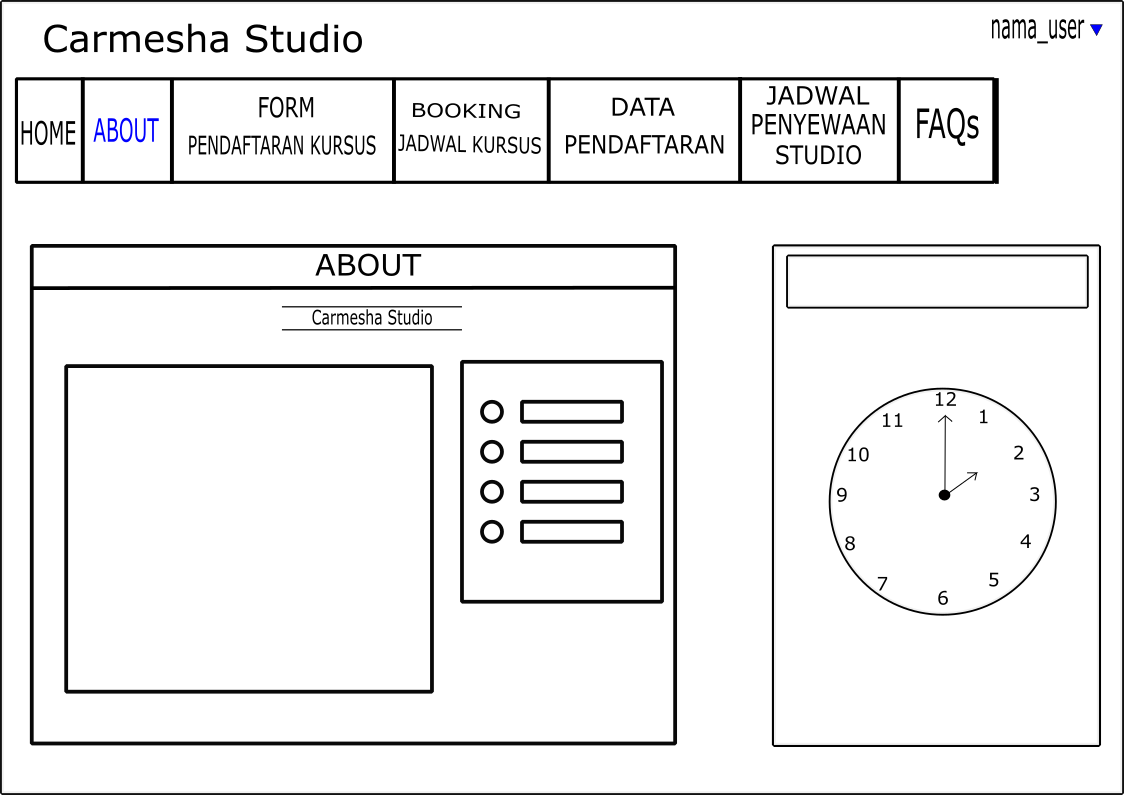 Carmesha Studio
nama_user
HOME
ABOUT
FORM
PENDAFTARAN KURSUS
BOOKING
JADWAL KURSUS
DATA
PENDAFTARAN
JADWAL
PENYEWAAN
STUDIO
FAQs
ABOUT
Carmesha Studio
12
1
2
3
4
5
6
7
8
9
10
11